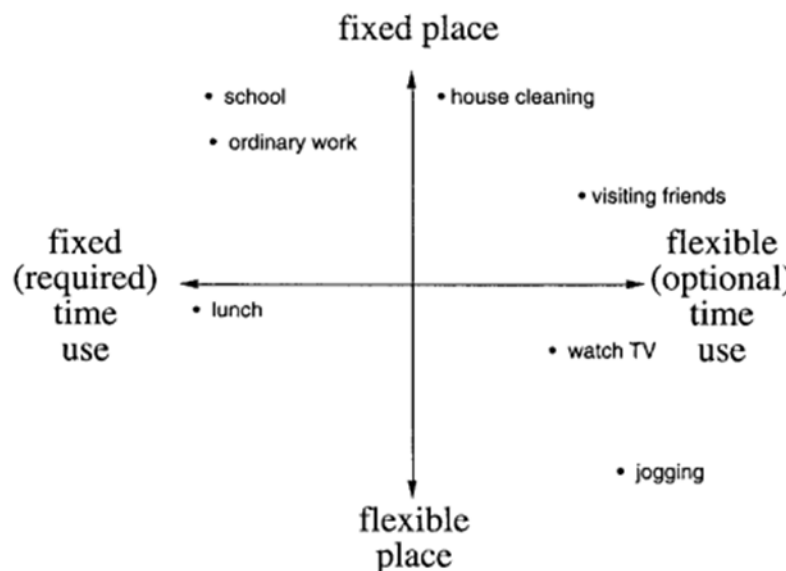 fixed place
• school
• house cleaning
• ordinary work
• visiting friends
fixed
(required)
time
use
flexible
(optional)
time
use
• lunch
• watch TV
• jogging
flexible
place